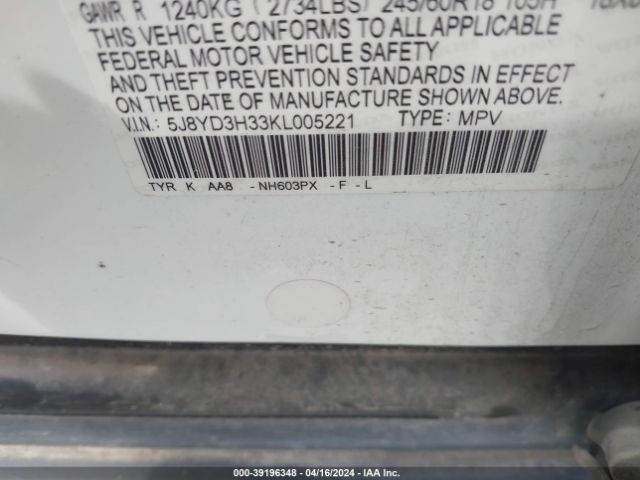 GAWR R 1240KG ( 2734LBS) 245/60R18 105H
THIS VEHICLE CONFORMS TO ALL APPLICABLE
FEDERAL MOTOR VEHICLE SAFETY
AND THEFT PREVENTION STANDARDS IN EFFECT
ON THE DATE OF MANUFACTURE SHOWN ABOVE.
V.I.N.: 5J8YD3H33KL005221 TYPE: MPV
TYR K AA8 -NH603PX -F -L
000-39196348 - 04/16/2024 - IAA Inc.